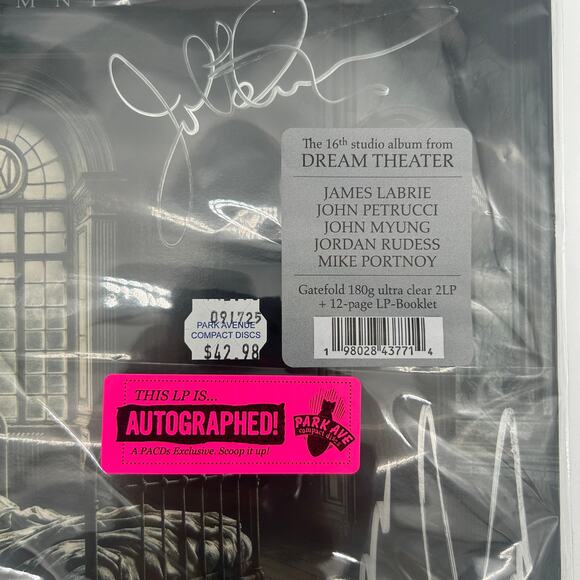 MNIA
The 16th studio album from
DREAM THEATER
JAMES LABRIE
JOHN PETRUCCI
JOHN MYUNG
JORDAN RUDESS
MIKE PORTNOY
Gatefold 180g ultra clear 2LP
+ 12-page LP-Booklet
1 98028 43771 4
091725
PARK AVENUE
COMPACT DISCS
$42.98
THIS LP IS...
AUTOGRAPHED!
A PACDs Exclusive. Scoop it up!
PARK AVE
compact discs